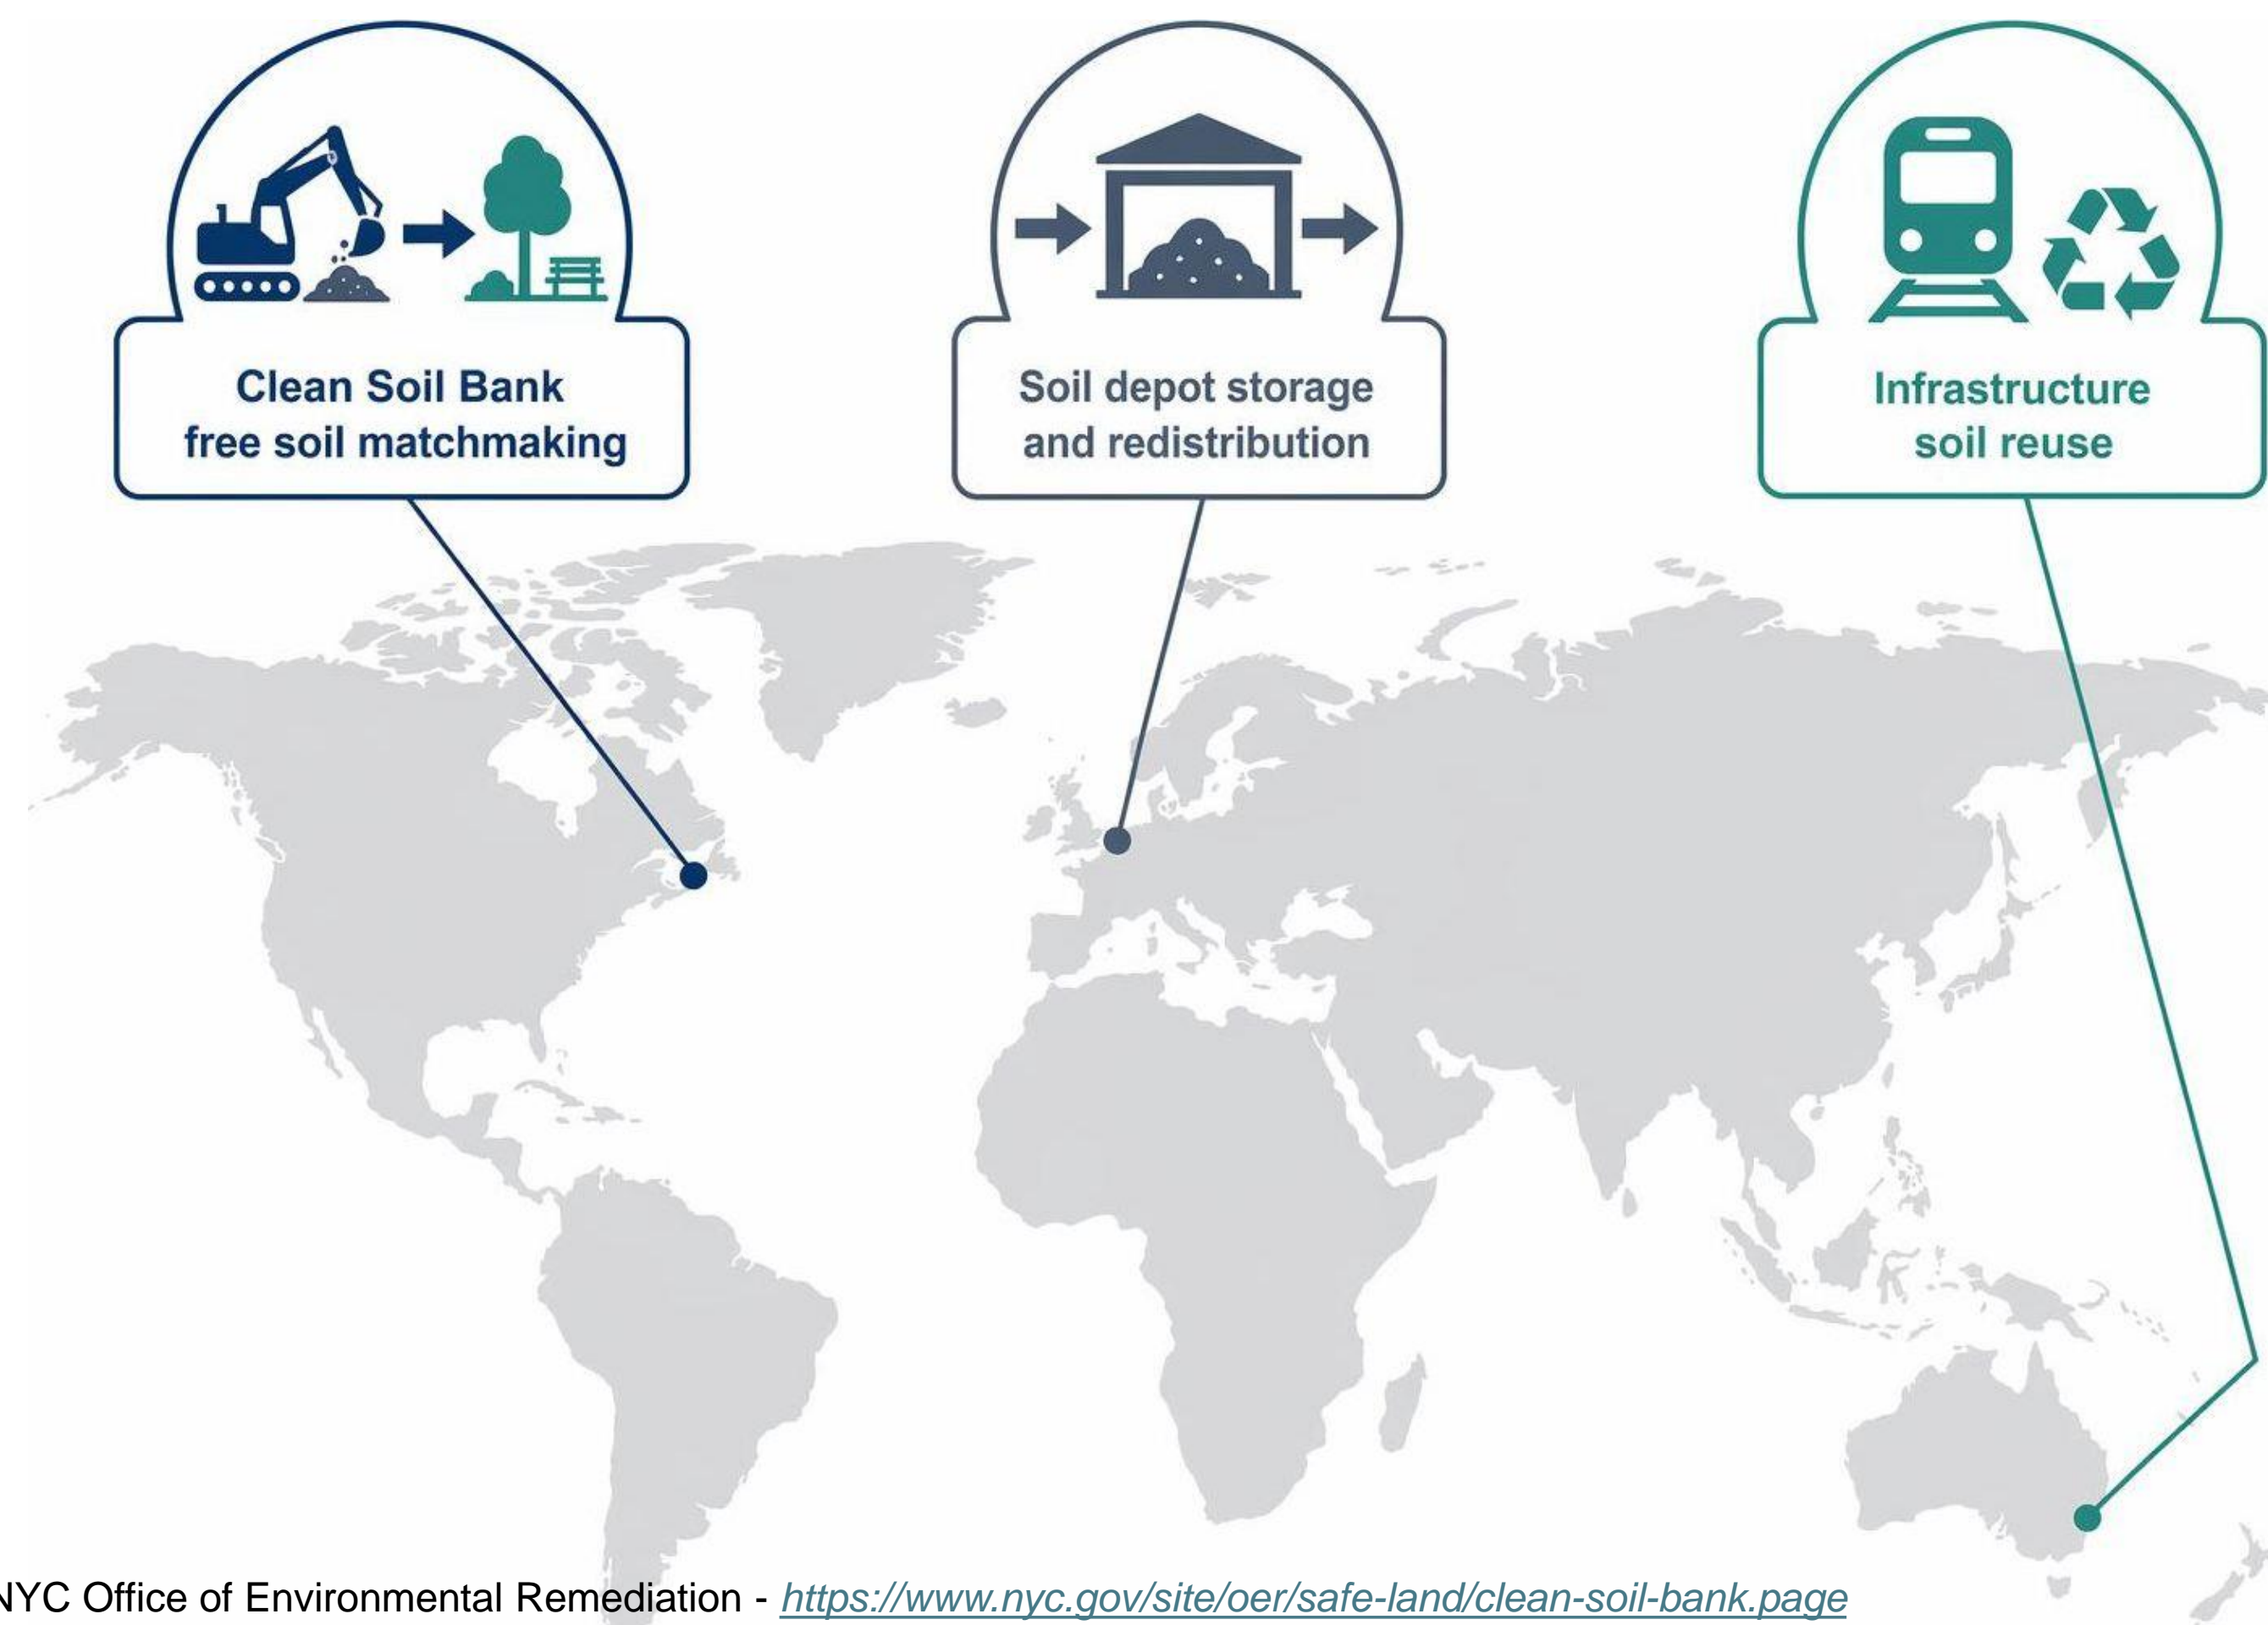 Clean Soil Bank
free soil matchmaking
Soil depot storage
and redistribution
Infrastructure
soil reuse
NYC Office of Environmental Remediation - https://www.nyc.gov/site/oer/safe-land/clean-soil-bank.page